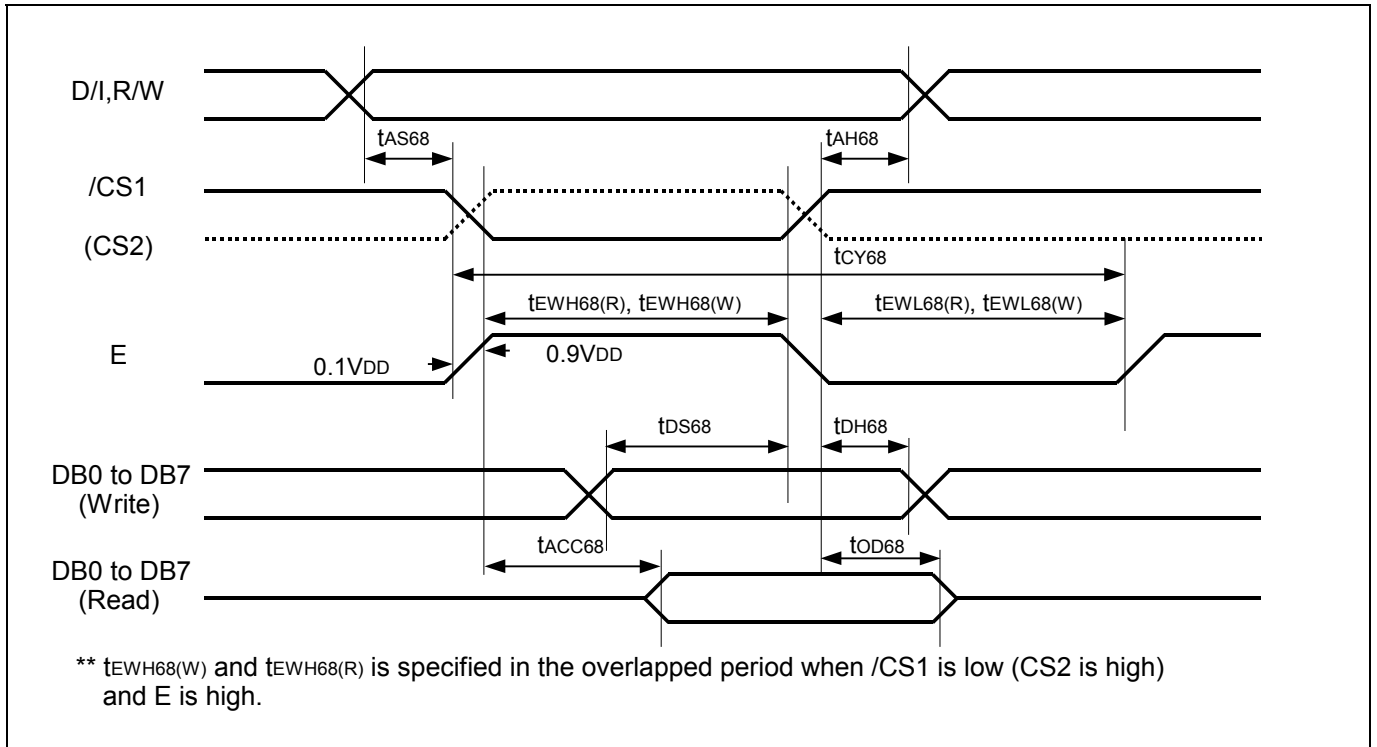 D/I,R/W
tAS68
tAH68
/CS1
(CS2)
tCY68
tEWH68(R), tEWH68(W)
tEWL68(R), tEWL68(W)
E
0.1VDD
0.9VDD
tDS68
tDH68
DB0 to DB7
(Write)
tACC68
tOD68
DB0 to DB7
(Read)
** tEWH68(W) and tEWH68(R) is specified in the overlapped period when /CS1 is low (CS2 is high)
and E is high.